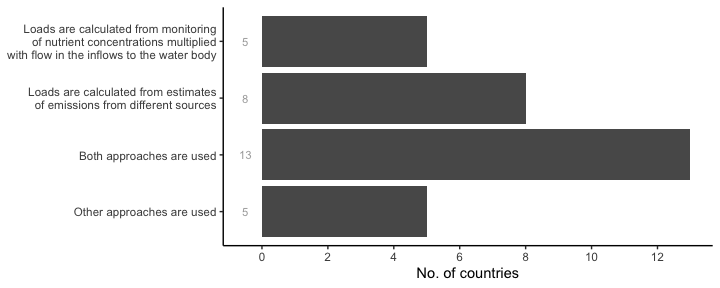 Loads are calculated from monitoring
of nutrient concentrations multiplied
with flow in the inflows to the water body
5
Loads are calculated from estimates
of emissions from different sources
8
Both approaches are used
13
Other approaches are used
5
0 2 4 6 8 10 12
No. of countries